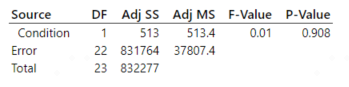 Source DF Adj SS Adj MS F-Value P-Value
Condition 1 513 513.4 0.01 0.908
Error 22 831764 37807.4
Total 23 832277